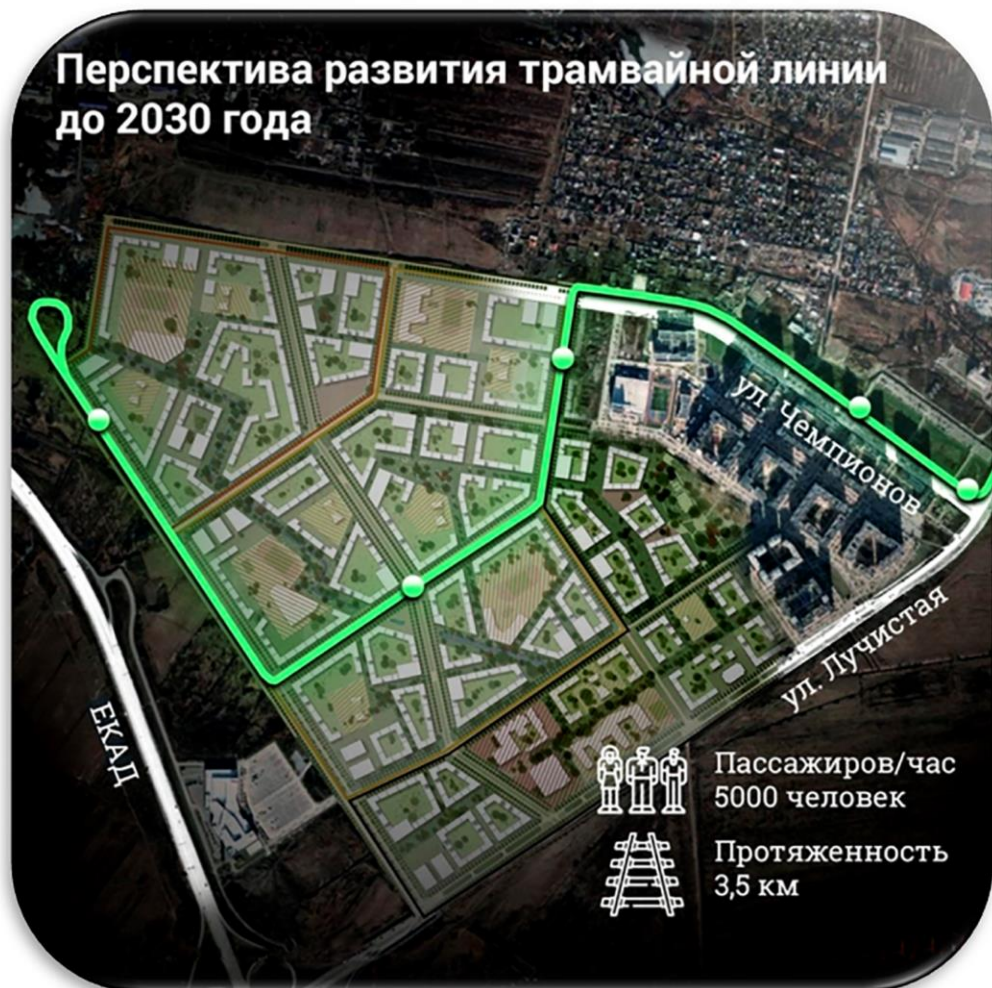 Перспектива развития трамвайной линии
до 2030 года
ул. Чемпионов
ул. Лучистая
ЕКАД
Пассажиров/час
5000 человек
Протяженность
3,5 км